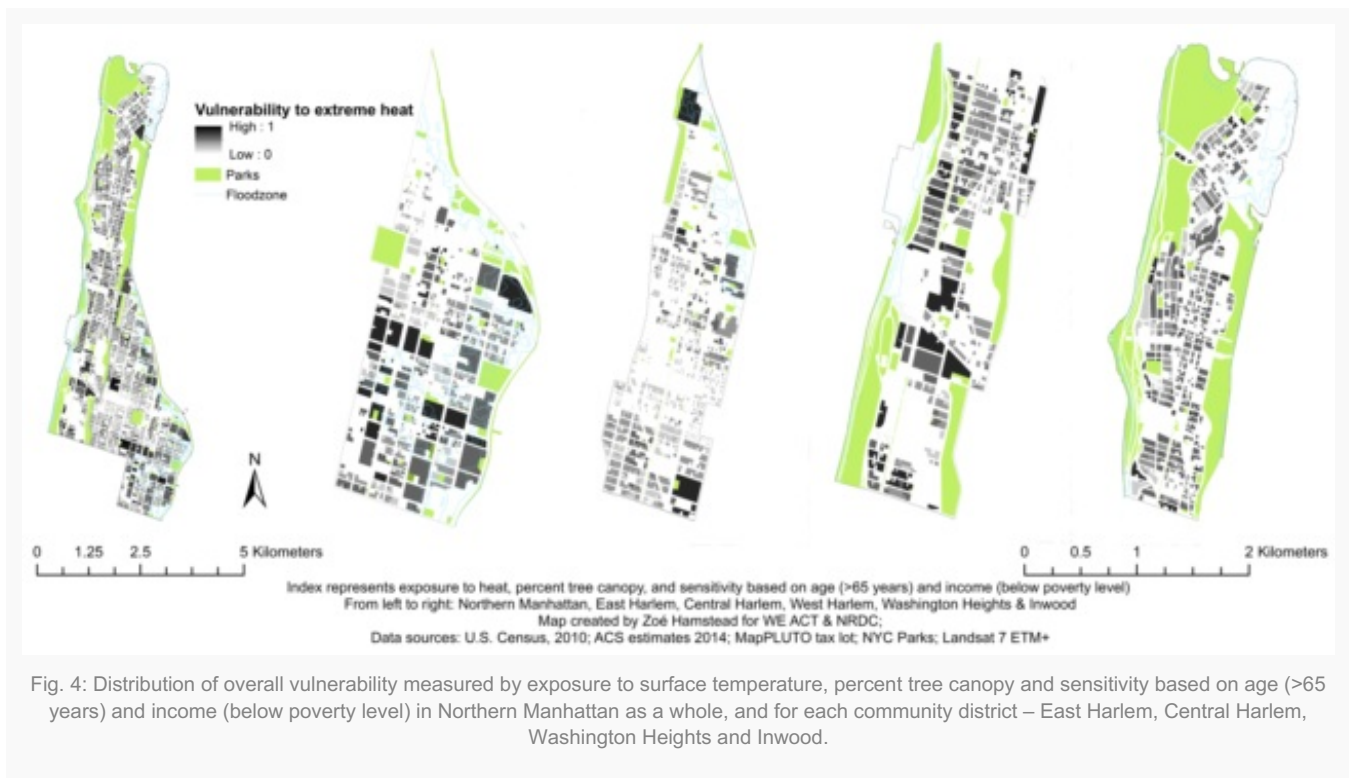 Vulnerability to extreme heat
High : 1
Low : 0
Parks
Floodzone
N
0 1.25 2.5 5 Kilometers
0 0.5 1 2 Kilometers
Index represents exposure to heat, percent tree canopy, and sensitivity based on age (>65 years) and income (below poverty level)
From left to right: Northern Manhattan, East Harlem, Central Harlem, West Harlem, Washington Heights & Inwood
Map created by Zoé Hamstead for WE ACT & NRDC;
Data sources: U.S. Census, 2010; ACS estimates 2014; MapPLUTO tax lot; NYC Parks; Landsat 7 ETM+
Fig. 4: Distribution of overall vulnerability measured by exposure to surface temperature, percent tree canopy and sensitivity based on age (>65
years) and income (below poverty level) in Northern Manhattan as a whole, and for each community district – East Harlem, Central Harlem,
Washington Heights and Inwood.